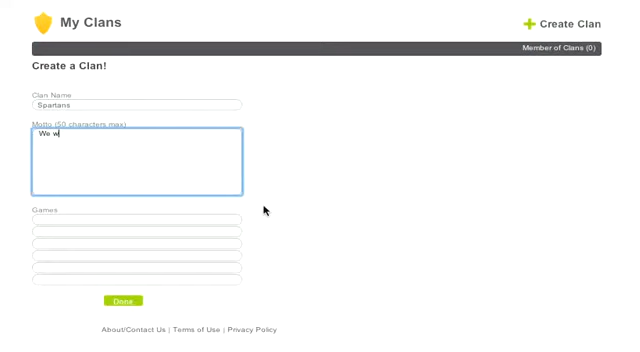 My Clans
Create Clan
Member of Clans (0)
Create a Clan!
Clan Name
Spartans
Motto (50 characters max)
We w
Games
Done
About/Contact Us | Terms of Use | Privacy Policy